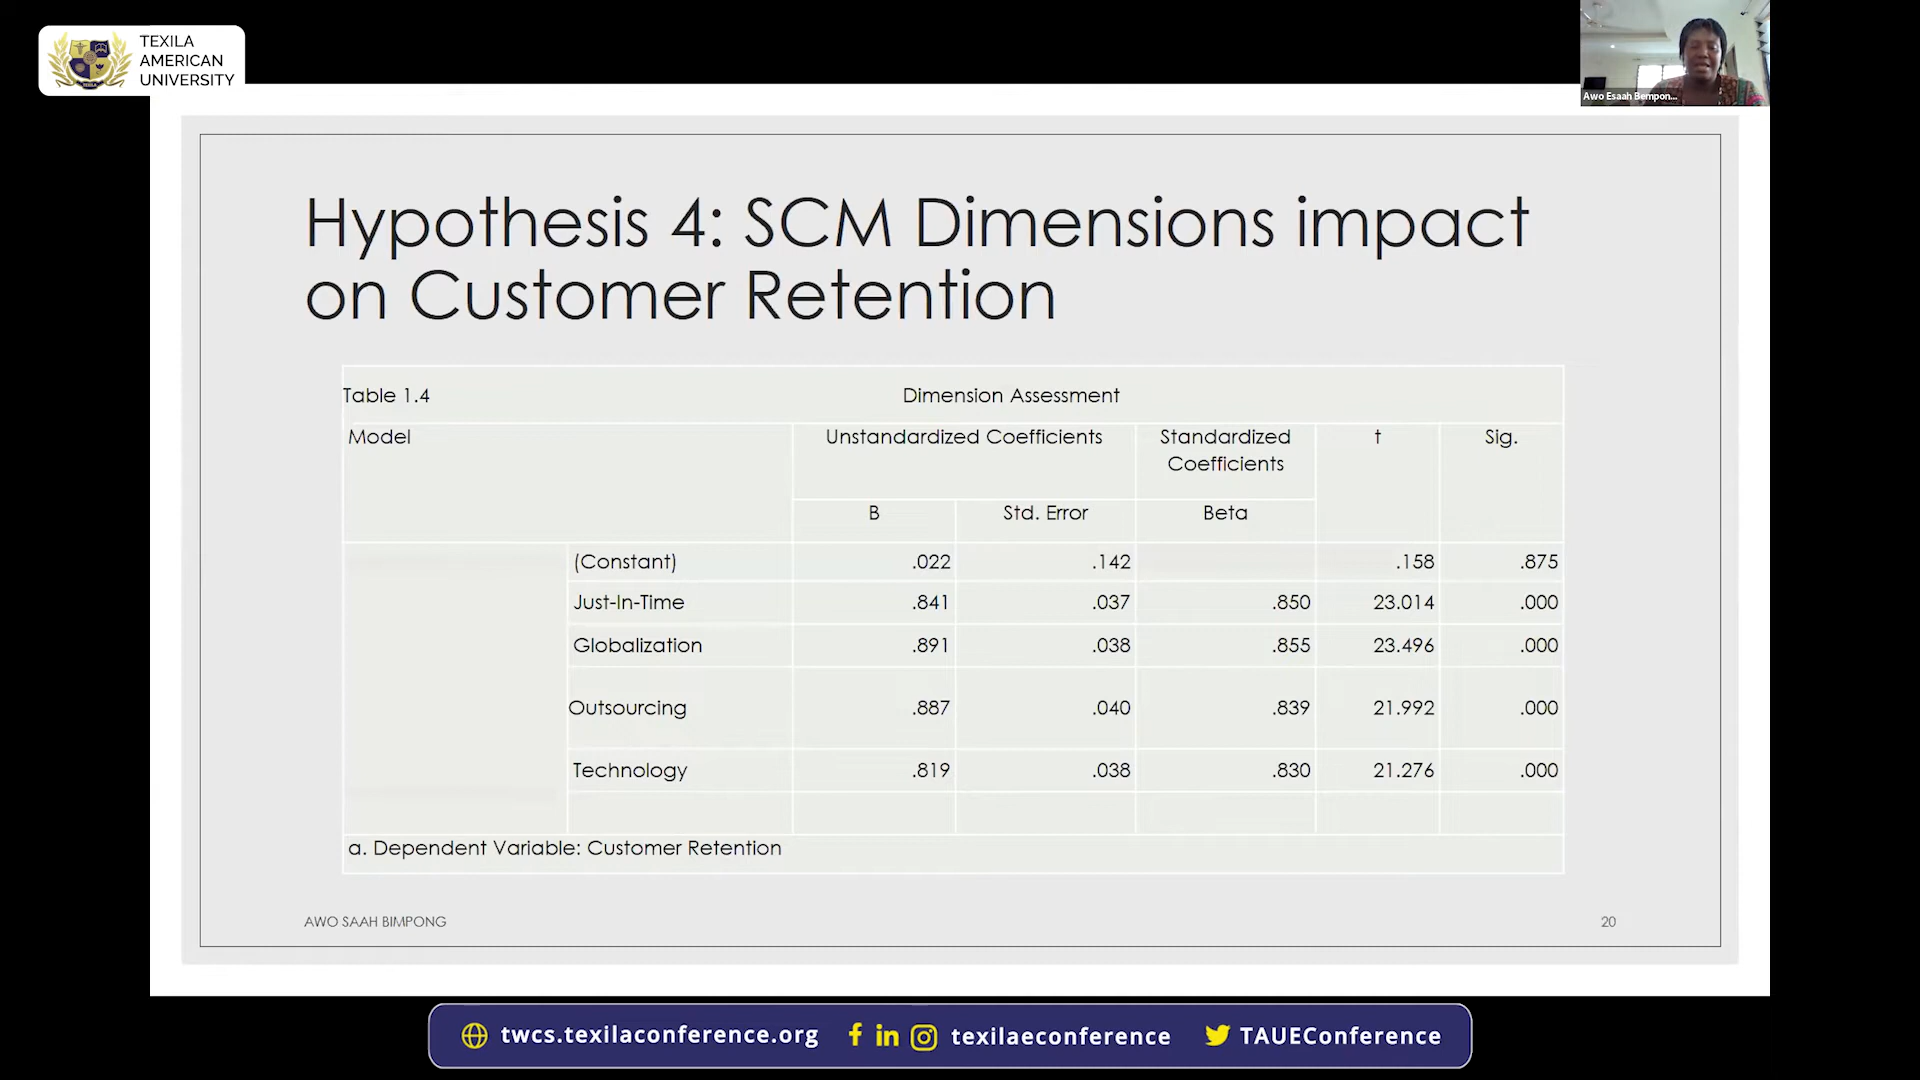 TEXILA
AMERICAN
UNIVERSITY
Awo Esaah Bempon...
Hypothesis 4: SCM Dimensions impact
on Customer Retention
Table 1.4 Dimension Assessment
Model Unstandardized Coefficients Standardized Coefficients t Sig.
B Std. Error Beta
(Constant) .022 .142 .158 .875
Just-In-Time .841 .037 .850 23.014 .000
Globalization .891 .038 .855 23.496 .000
Outsourcing .887 .040 .839 21.992 .000
Technology .819 .038 .830 21.276 .000
a. Dependent Variable: Customer Retention
AWO SAAH BIMPONG 20
twcs.texilaconference.org texilaeconference TAUEConference